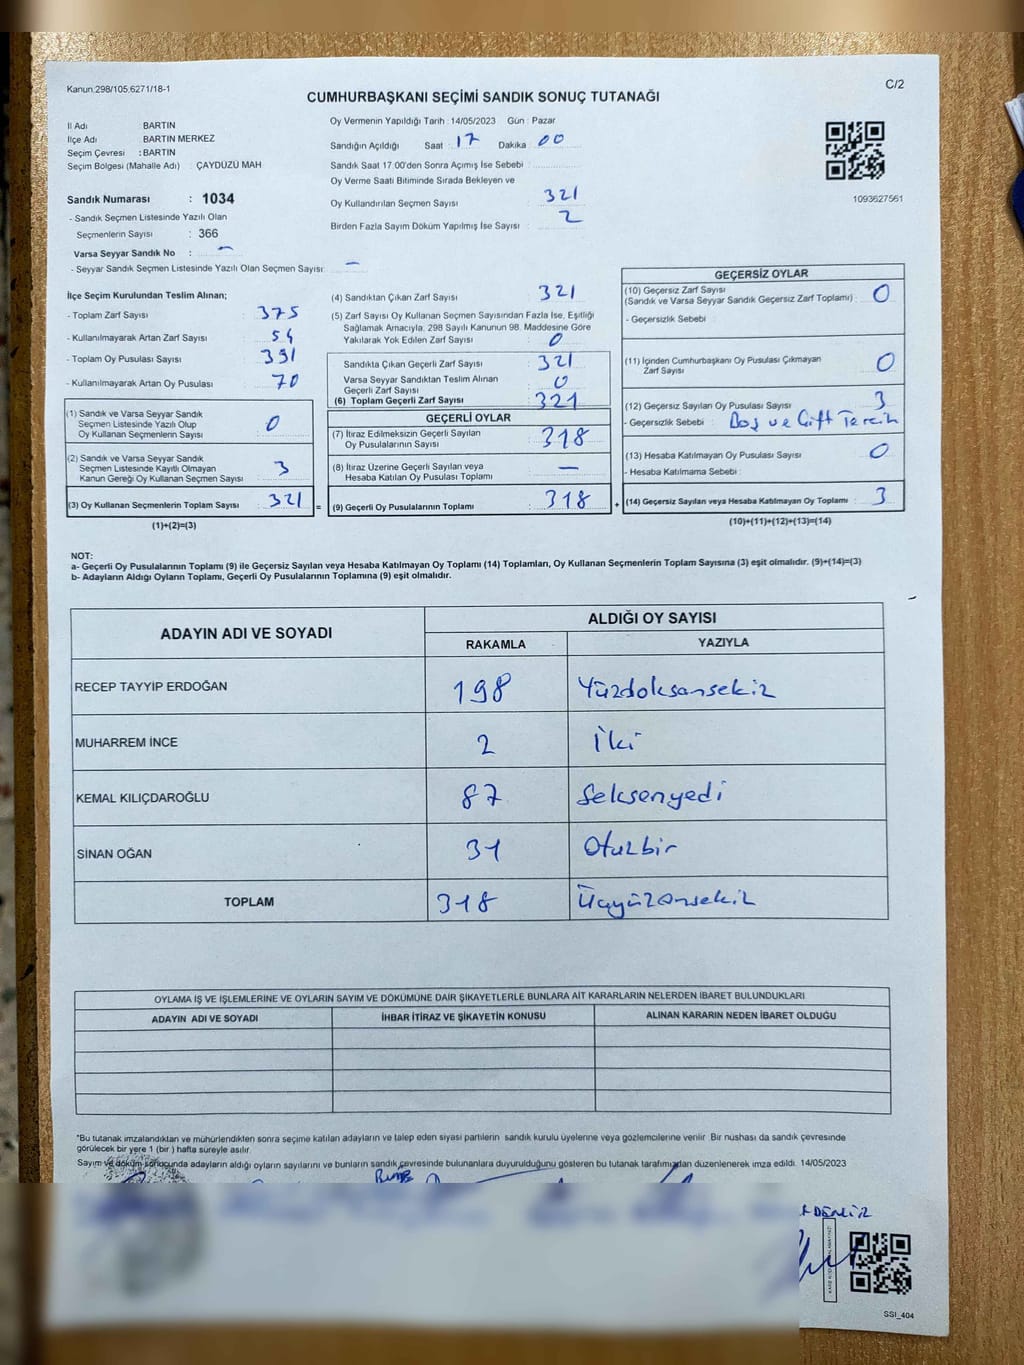 Kanun:298/105,6271/18-1
C/2
CUMHURBAŞKANI SEÇİMİ SANDIK SONUÇ TUTANAĞI
İl Adı : BARTIN
İlçe Adı : BARTIN MERKEZ
Seçim Çevresi : BARTIN
Seçim Bölgesi (Mahalle Adı) : ÇAYDÜZÜ MAH
Sandık Numarası : 1034
- Sandık Seçmen Listesinde Yazılı Olan
Seçmenlerin Sayısı : 366
Varsa Seyyar Sandık No : -
- Seyyar Sandık Seçmen Listesinde Yazılı Olan Seçmen Sayısı: -
Oy Vermenin Yapıldığı Tarih : 14/05/2023 Gün : Pazar
Sandığın Açıldığı Saat : 17 Dakika : 00
Sandık Saat 17.00'den Sonra Açımış İse Sebebi :
Oy Verme Saati Bitiminde Sırada Bekleyen ve
Oy Kullandırılan Seçmen Sayısı : 321
Birden Fazla Sayım Döküm Yapılmış İse Sayısı : 2
1093627561
İlçe Seçim Kurulundan Teslim Alınan;
- Toplam Zarf Sayısı : 375
- Kullanılmayarak Artan Zarf Sayısı : 54
- Toplam Oy Pusulası Sayısı : 391
- Kullanılmayarak Artan Oy Pusulası : 70
(1) Sandık ve Varsa Seyyar Sandık
Seçmen Listesinde Yazılı Olup
Oy Kullanan Seçmenlerin Sayısı : 0
(2) Sandık ve Varsa Seyyar Sandık
Seçmen Listesinde Kayıtlı Olmayan
Kanun Gereği Oy Kullanan Seçmen Sayısı : 3
(3) Oy Kullanan Seçmenlerin Toplam Sayısı : 321 =
(1)+(2)=(3)
(4) Sandıktan Çıkan Zarf Sayısı : 321
(5) Zarf Sayısı Oy Kullanan Seçmen Sayısından Fazla İse, Eşitliği
Sağlamak Amacıyla, 298 Sayılı Kanunun 98. Maddesine Göre
Yakılarak Yok Edilen Zarf Sayısı : 0
Sandıkta Çıkan Geçerli Zarf Sayısı : 321
Varsa Seyyar Sandıktan Teslim Alınan
Geçerli Zarf Sayısı : 0
(6) Toplam Geçerli Zarf Sayısı : 321
GEÇERLİ OYLAR
(7) İtiraz Edilmeksizin Geçerli Sayılan
Oy Pusulalarının Sayısı : 318
(8) İtiraz Üzerine Geçerli Sayılan veya
Hesaba Katılan Oy Pusulası Toplamı : -
(9) Geçerli Oy Pusulalarının Toplamı : 318 +
GEÇERSİZ OYLAR
(10) Geçersiz Zarf Sayısı
(Sandık ve Varsa Seyyar Sandık Geçersiz Zarf Toplamı) : 0
- Geçersizlik Sebebi :
(11) İçinden Cumhurbaşkanı Oy Pusulası Çıkmayan
Zarf Sayısı : 0
(12) Geçersiz Sayılan Oy Pusulası Sayısı : 3
- Geçersizlik Sebebi : Boş ve Çift Tercih
(13) Hesaba Katılmayan Oy Pusulası Sayısı : 0
- Hesaba Katılmama Sebebi :
(14) Geçersiz Sayılan veya Hesaba Katılmayan Oy Toplamı : 3
(10)+(11)+(12)+(13)=(14)
NOT:
a- Geçerli Oy Pusulalarının Toplamı (9) ile Geçersiz Sayılan veya Hesaba Katılmayan Oy Toplamı (14) Toplamları, Oy Kullanan Seçmenlerin Toplam Sayısına (3) eşit olmalıdır. (9)+(14)=(3)
b- Adayların Aldığı Oyların Toplamı, Geçerli Oy Pusulalarının Toplamına (9) eşit olmalıdır.
ADAYIN ADI VE SOYADI ALDIĞI OY SAYISI
RAKAMLA YAZIYLA
RECEP TAYYİP ERDOĞAN 198 Yüzdoksansekiz
MUHARREM İNCE 2 İki
KEMAL KILIÇDAROĞLU 87 Seksenyedi
SİNAN OĞAN 31 Otuzbir
TOPLAM 318 Üçyüzonsekiz
OYLAMA İŞ VE İŞLEMLERİNE VE OYLARIN SAYIM VE DÖKÜMÜNE DAİR ŞİKAYETLERLE BUNLARA AİT KARARLARIN NELERDEN İBARET BULUNDUKLARI
ADAYIN ADI VE SOYADI İHBAR İTİRAZ VE ŞİKAYETİN KONUSU ALINAN KARARIN NEDEN İBARET OLDUĞU
*Bu tutanak imzalandıktan ve mühürlendikten sonra seçime katılan adayların ve talep eden siyasi partilerin sandık kurulu üyelerine veya gözlemcilerine verilir. Bir nüshası da sandık çevresinde
görülecek bir yere 1 (bir ) hafta süreyle asılır.
Sayım ve döküm sonucunda adayların aldığı oyların sayılarını ve bunların sandık çevresinde bulunanlara duyurulduğunu gösteren bu tutanak tarafımızdan düzenlenerek imza edildi. 14/05/2023
SSI_404